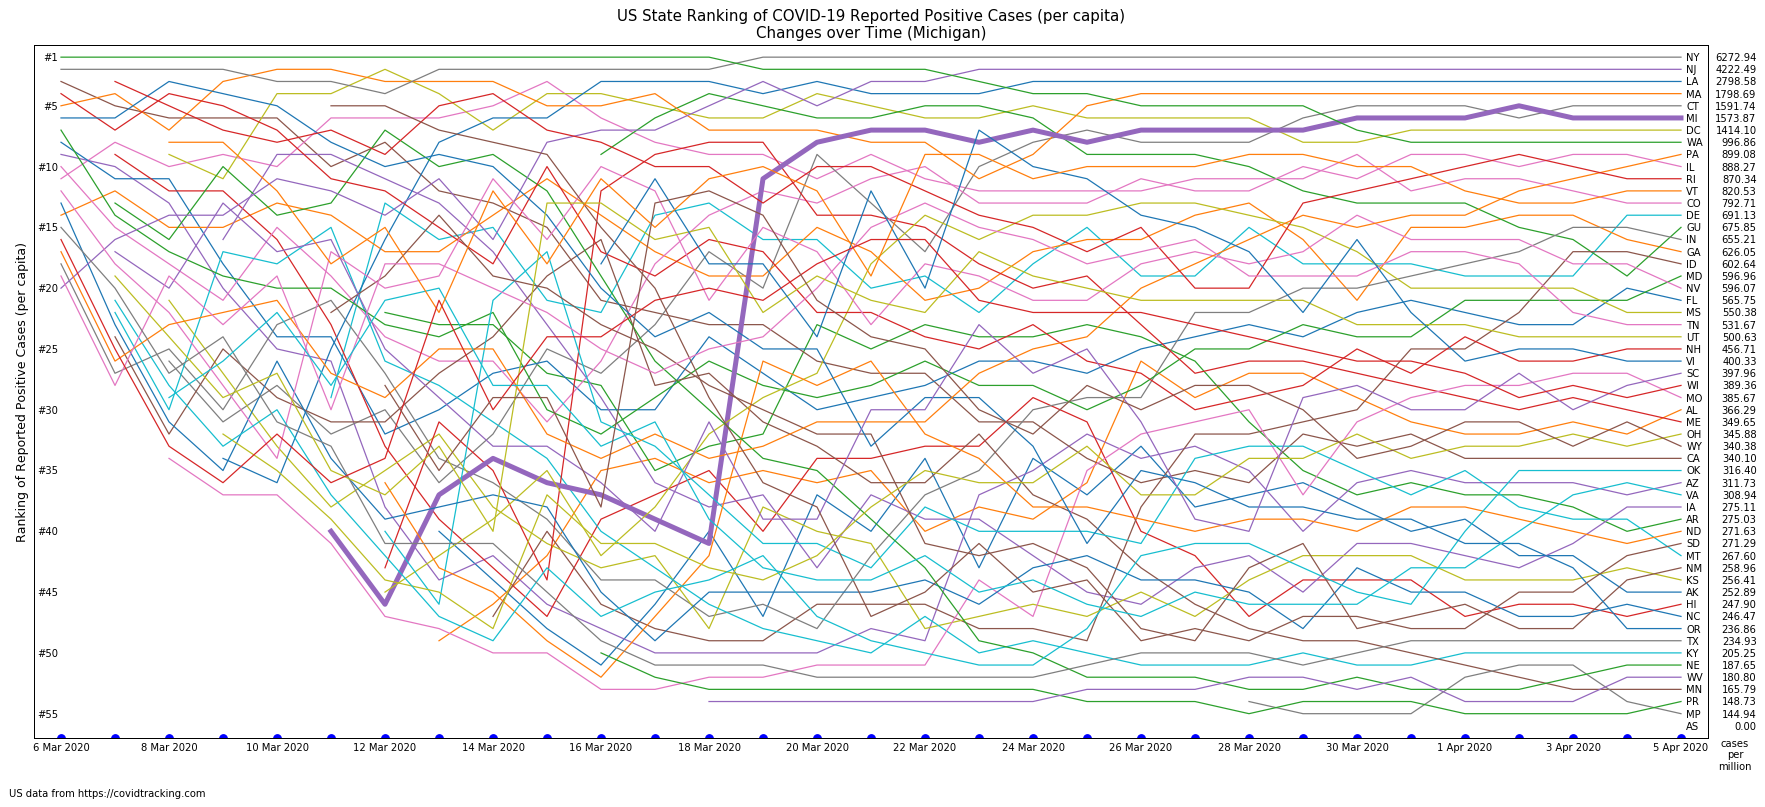 US State Ranking of COVID-19 Reported Positive Cases (per capita)
Changes over Time (Michigan)
Ranking of Reported Positive Cases (per capita)
#1
#5
#10
#15
#20
#25
#30
#35
#40
#45
#50
#55
NY 6272.94
NJ 4222.49
LA 2798.58
MA 1798.69
CT 1591.74
MI 1573.87
DC 1414.10
WA 996.86
PA 899.08
IL 888.27
RI 870.34
VT 820.53
CO 792.71
DE 691.13
GU 675.85
IN 655.21
GA 626.05
ID 602.64
MD 596.96
NV 596.07
FL 565.75
MS 550.38
TN 531.67
UT 500.63
NH 456.71
VI 400.33
SC 397.96
WI 389.36
MO 385.67
AL 366.29
ME 349.65
OH 345.88
WY 340.38
CA 340.10
OK 316.40
AZ 311.73
VA 308.94
IA 275.11
AR 275.03
ND 271.63
SD 271.29
MT 267.60
NM 258.96
KS 256.41
AK 252.89
HI 247.90
NC 246.47
OR 236.86
TX 234.93
KY 205.25
NE 187.65
WV 180.80
MN 165.79
PR 148.73
MP 144.94
AS 0.00
6 Mar 2020 8 Mar 2020 10 Mar 2020 12 Mar 2020 14 Mar 2020 16 Mar 2020 18 Mar 2020 20 Mar 2020 22 Mar 2020 24 Mar 2020 26 Mar 2020 28 Mar 2020 30 Mar 2020 1 Apr 2020 3 Apr 2020 5 Apr 2020
cases
per
million
US data from https://covidtracking.com